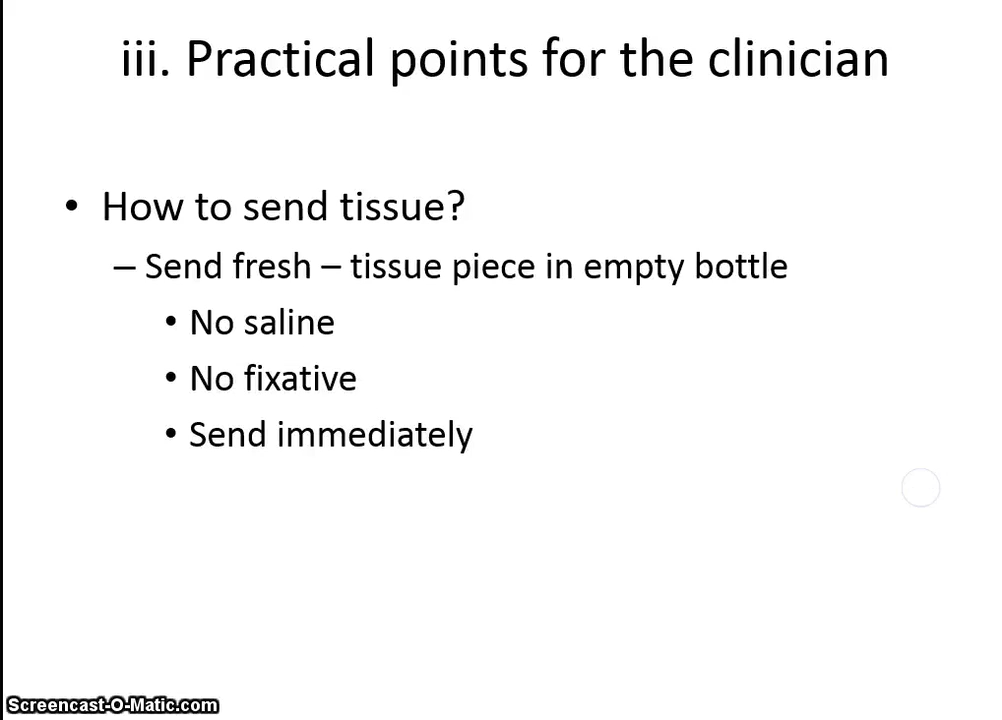 iii. Practical points for the clinician
• How to send tissue?
– Send fresh – tissue piece in empty bottle
• No saline
• No fixative
• Send immediately
Screencast-O-Matic.com